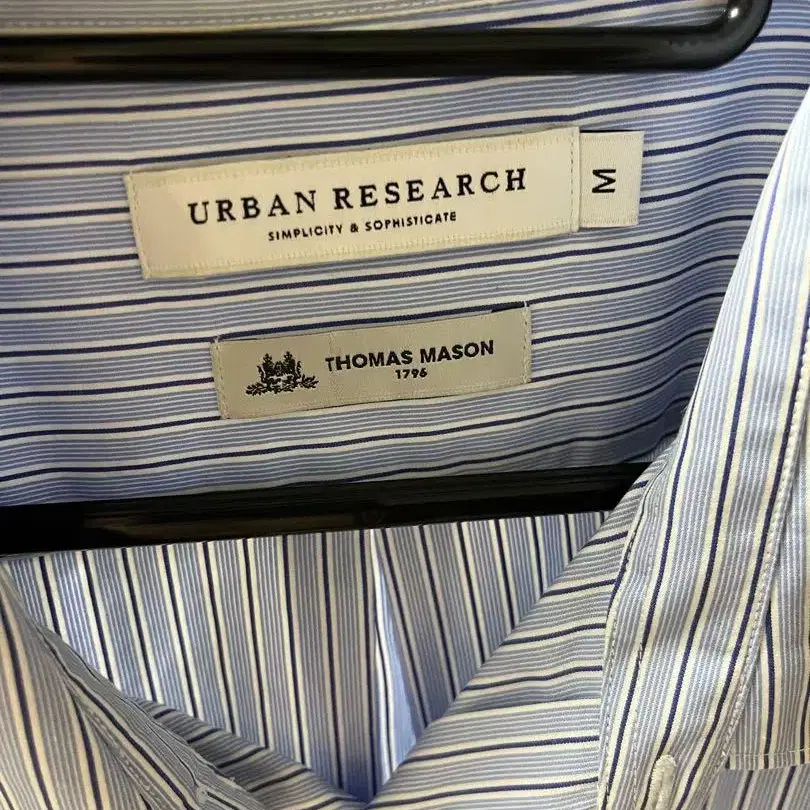 URBAN RESEARCH
SIMPLICITY & SOPHISTICATE
M
THOMAS MASON
1796